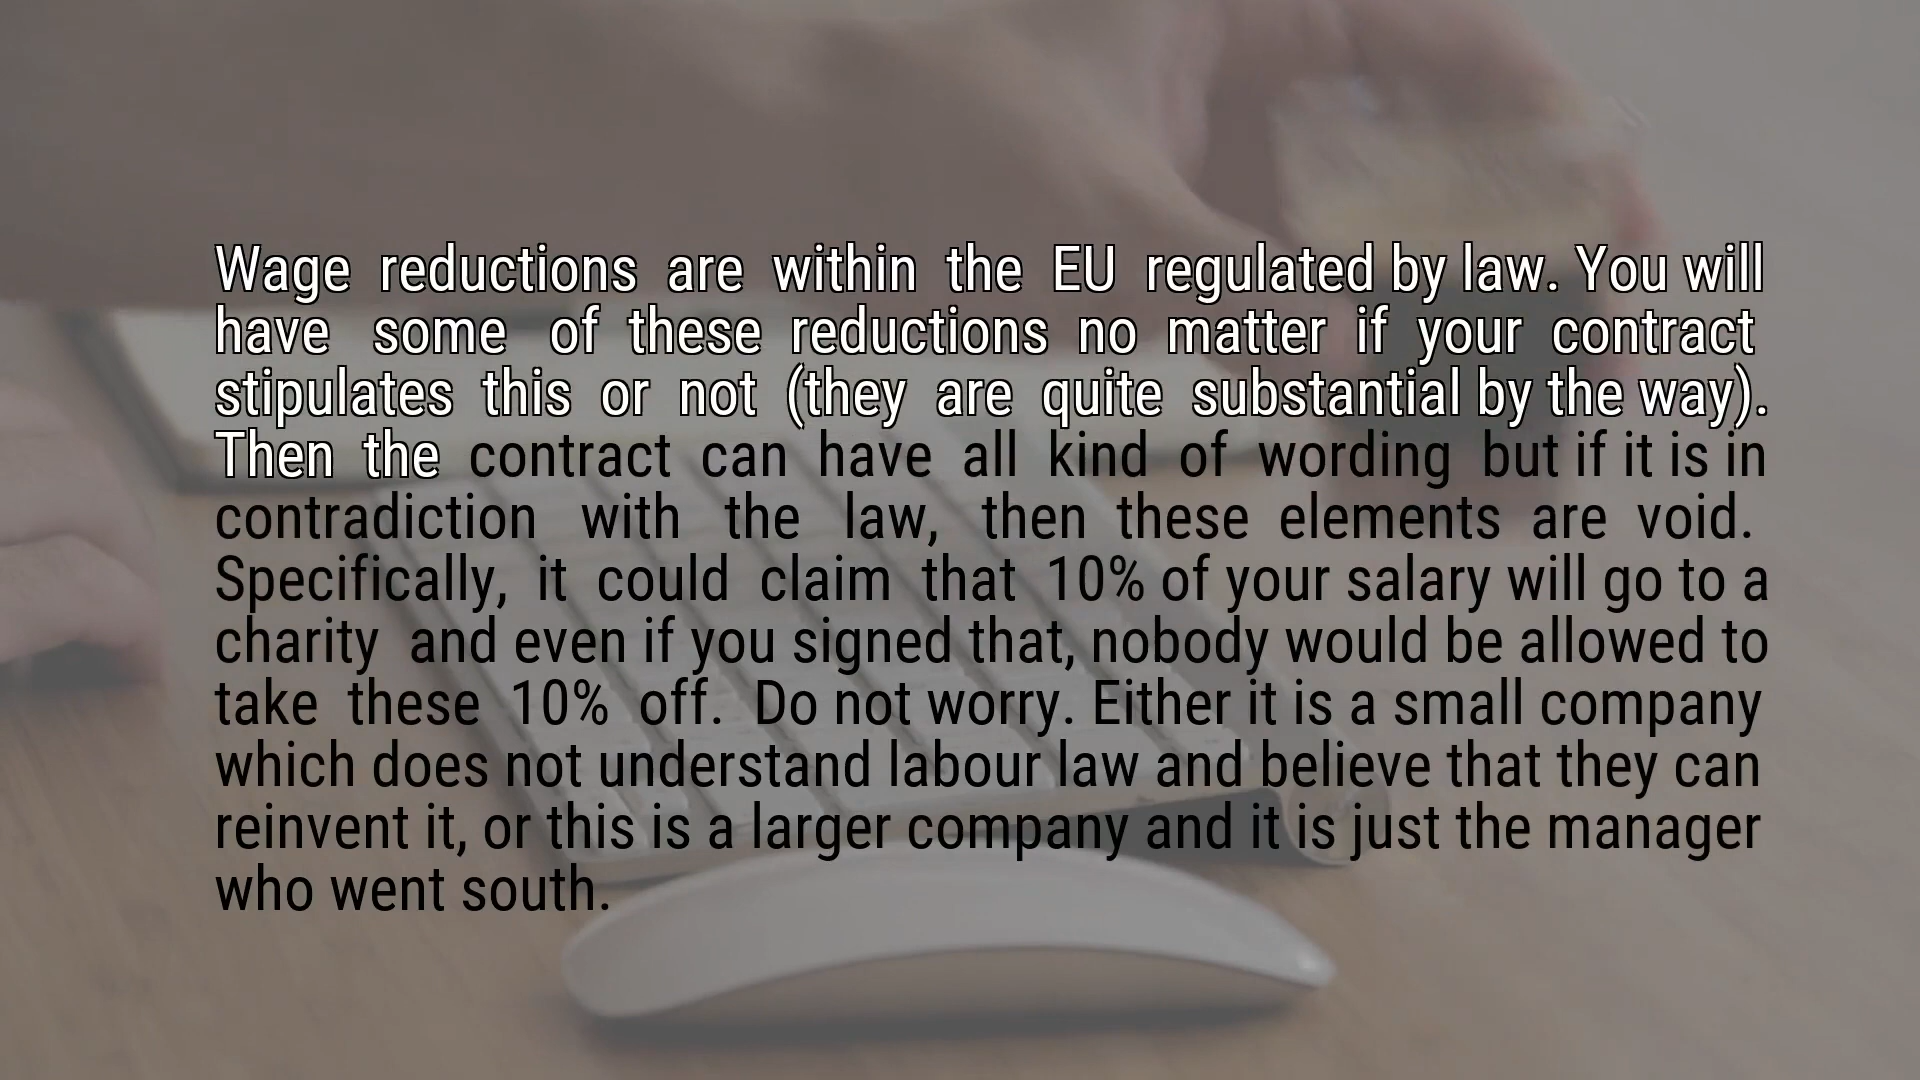 Wage reductions are within the EU regulated by law. You will
have some of these reductions no matter if your contract
stipulates this or not (they are quite substantial by the way).
Then the contract can have all kind of wording but if it is in
contradiction with the law, then these elements are void.
Specifically, it could claim that 10% of your salary will go to a
charity and even if you signed that, nobody would be allowed to
take these 10% off. Do not worry. Either it is a small company
which does not understand labour law and believe that they can
reinvent it, or this is a larger company and it is just the manager
who went south.